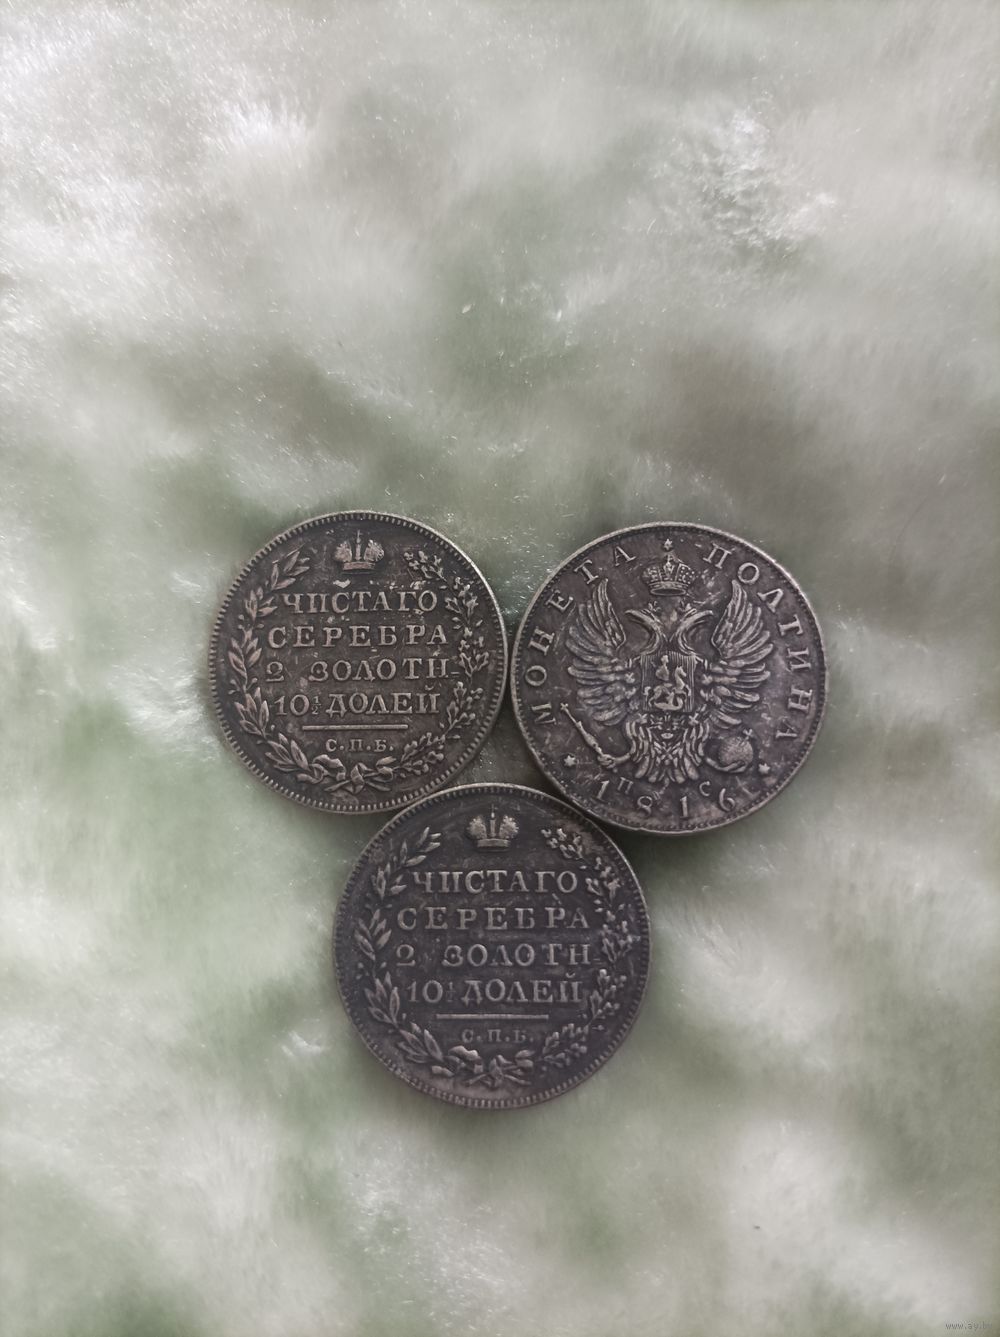 ЧИСТАГО
СЕРЕБРА
2 ЗОЛОТН.
10½ ДОЛЕЙ
С.П.Б.
МОНЕТА ПОЛТИНА
П С
1816
ЧИСТАГО
СЕРЕБРА
2 ЗОЛОТН.
10½ ДОЛЕЙ
С.П.Б.